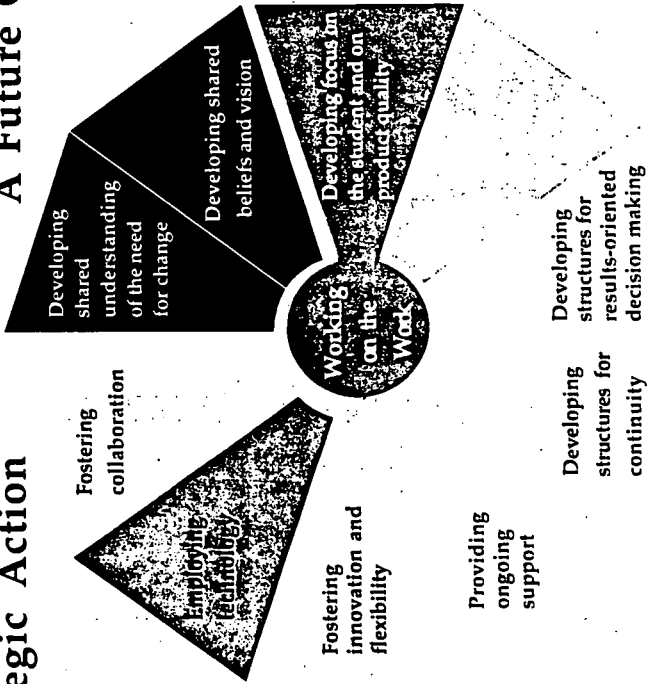 egic Action
A Future
Developing
shared
understanding
of the need
for change
Developing shared
beliefs and vision
Developing focus on
the student and on
product quality
Working
on the
Work
Fostering
collaboration
Employing
technology
Fostering
innovation and
flexibility
Providing
ongoing
support
Developing
structures for
continuity
Developing
structures for
results-oriented
decision making